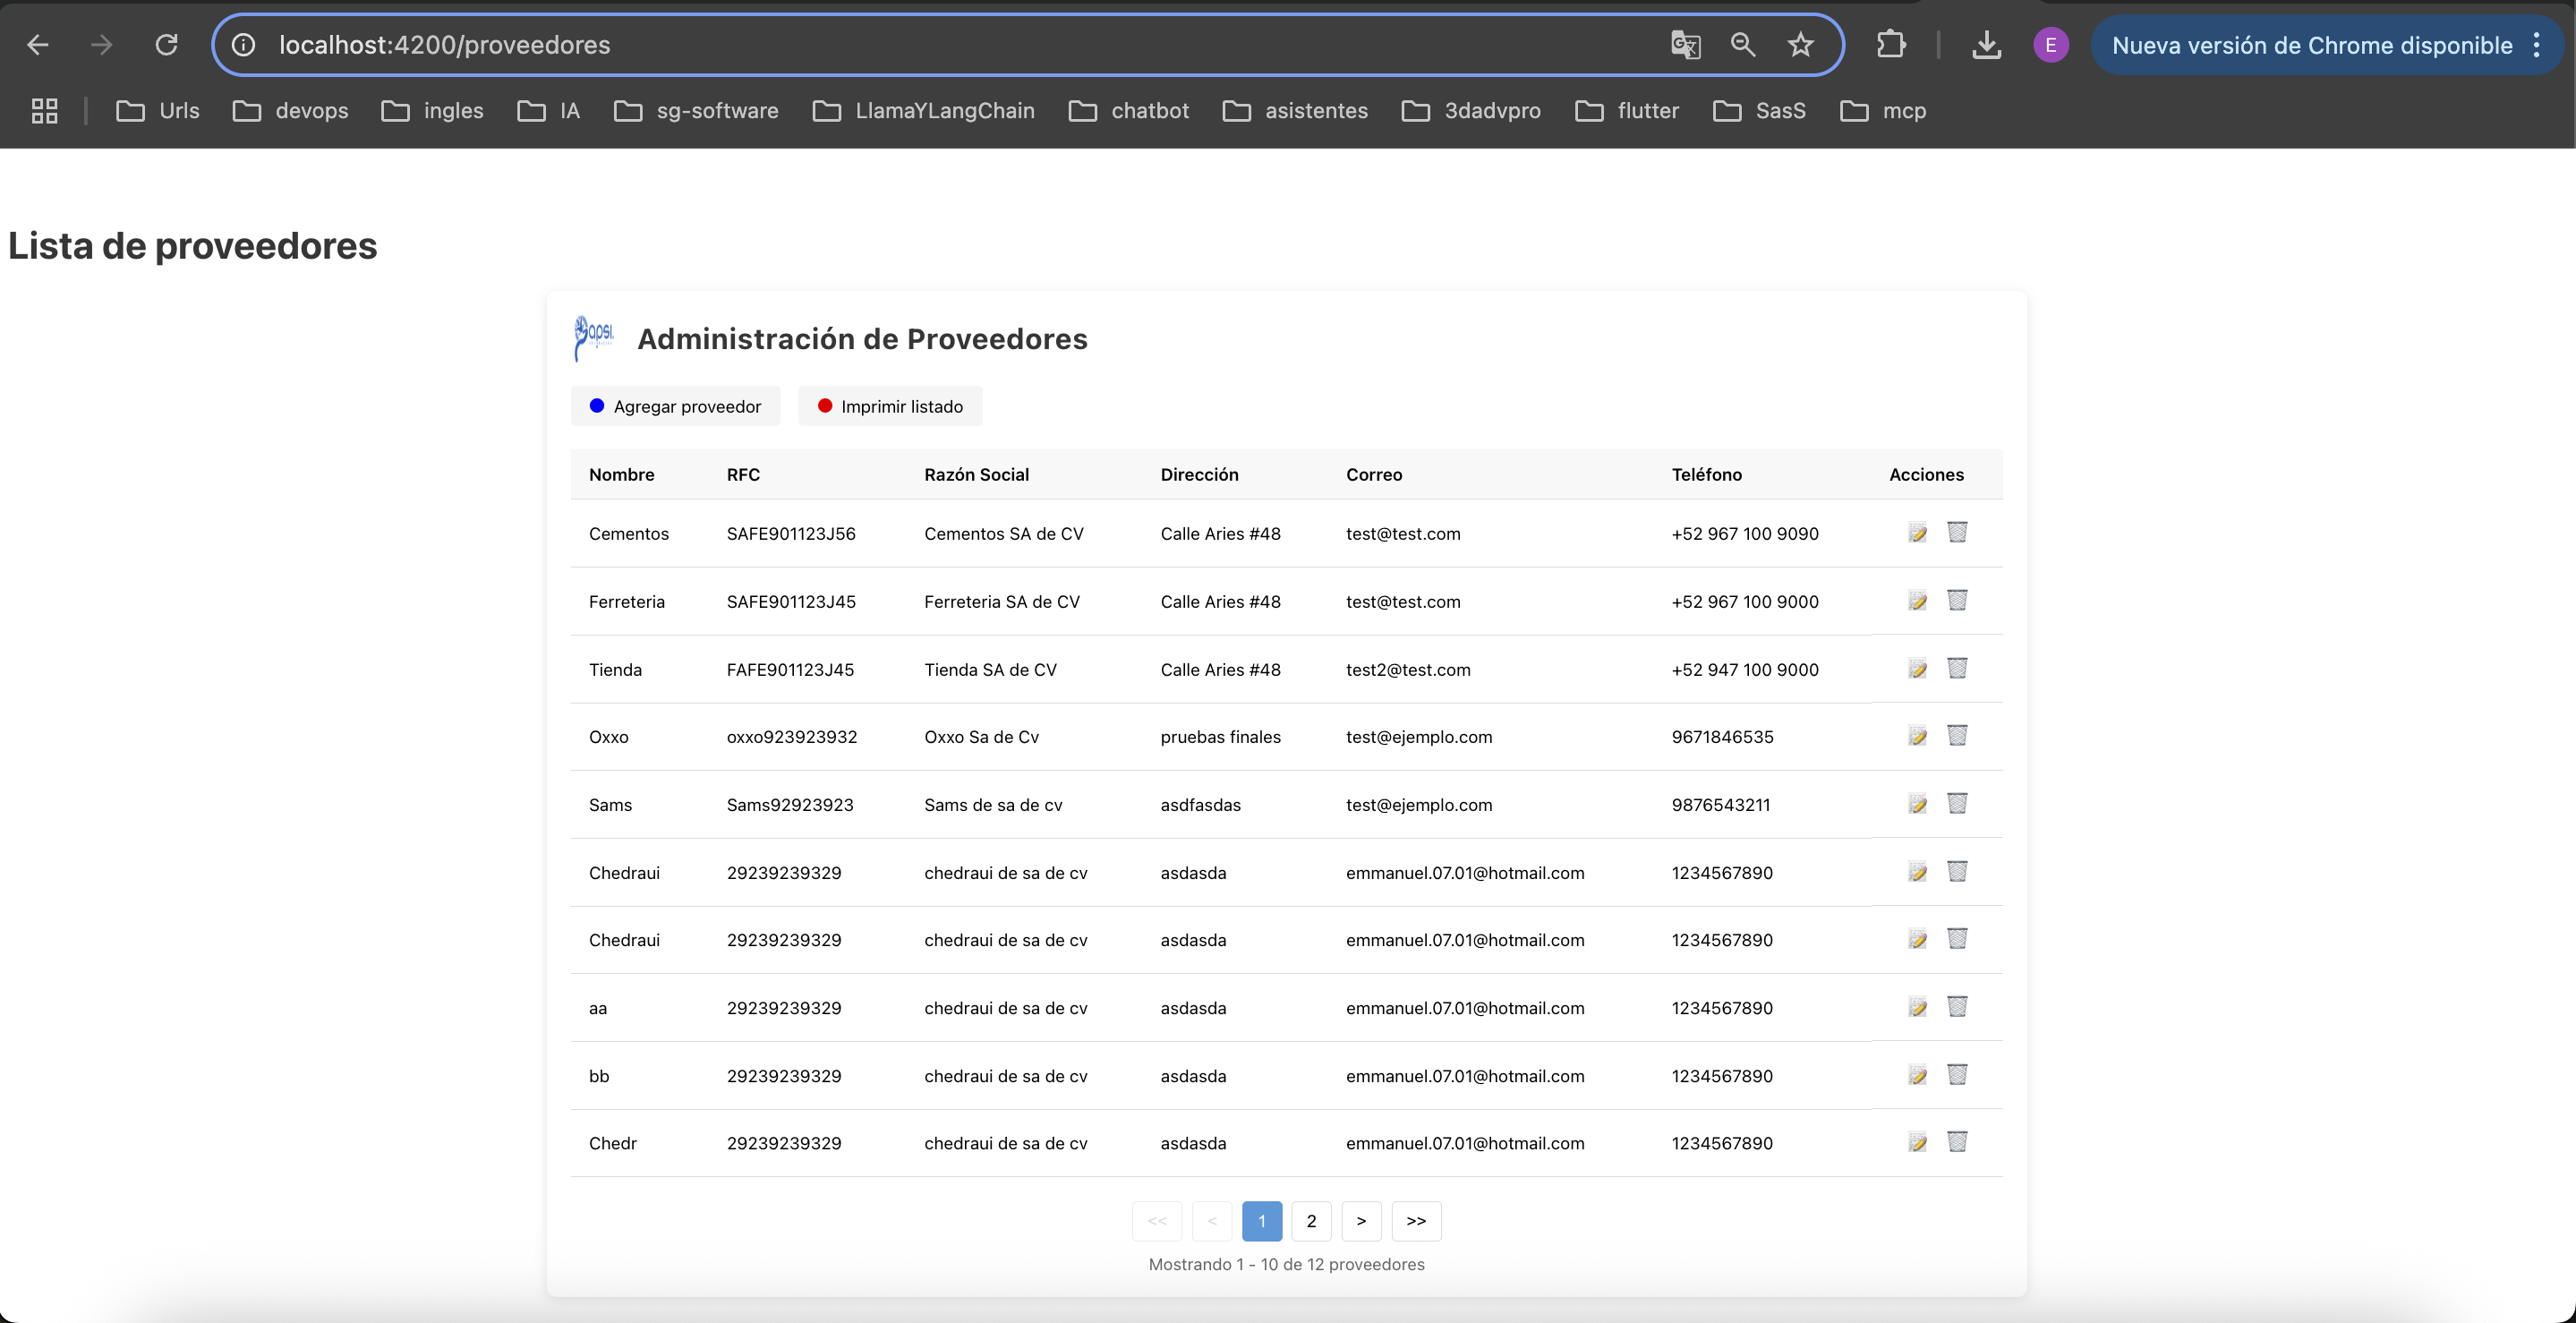 localhost:4200/proveedores
E
Nueva versión de Chrome disponible
Urls devops ingles IA sg-software LlamaYLangChain chatbot asistentes 3dadvpro flutter SasS mcp
Lista de proveedores
apsi.
Administración de Proveedores
Agregar proveedor Imprimir listado
Nombre RFC Razón Social Dirección Correo Teléfono Acciones
Cementos SAFE901123J56 Cementos SA de CV Calle Aries #48 test@test.com +52 967 100 9090
Ferreteria SAFE901123J45 Ferreteria SA de CV Calle Aries #48 test@test.com +52 967 100 9000
Tienda FAFE901123J45 Tienda SA de CV Calle Aries #48 test2@test.com +52 947 100 9000
Oxxo oxxo923923932 Oxxo Sa de Cv pruebas finales test@ejemplo.com 9671846535
Sams Sams92923923 Sams de sa de cv asdfasdas test@ejemplo.com 9876543211
Chedraui 29239239329 chedraui de sa de cv asdasda emmanuel.07.01@hotmail.com 1234567890
Chedraui 29239239329 chedraui de sa de cv asdasda emmanuel.07.01@hotmail.com 1234567890
aa 29239239329 chedraui de sa de cv asdasda emmanuel.07.01@hotmail.com 1234567890
bb 29239239329 chedraui de sa de cv asdasda emmanuel.07.01@hotmail.com 1234567890
Chedr 29239239329 chedraui de sa de cv asdasda emmanuel.07.01@hotmail.com 1234567890
<< < 1 2 > >>
Mostrando 1 - 10 de 12 proveedores